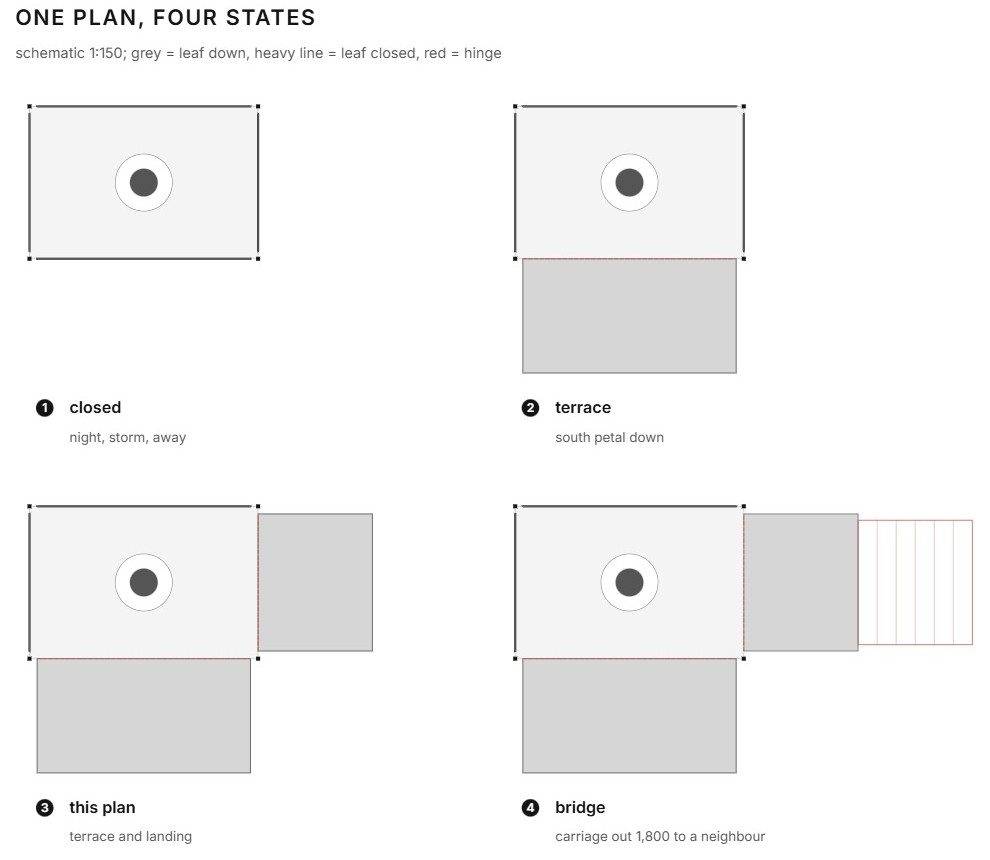 ONE PLAN, FOUR STATES
schematic 1:150; grey = leaf down, heavy line = leaf closed, red = hinge
1 closed
night, storm, away
2 terrace
south petal down
3 this plan
terrace and landing
4 bridge
carriage out 1,800 to a neighbour